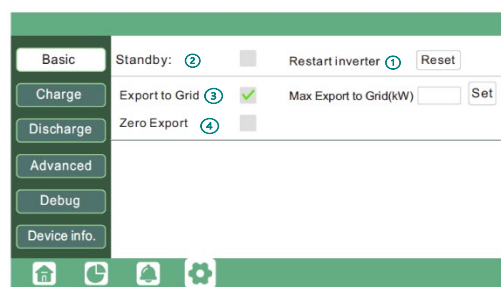 Basic
Standby: ②
Restart inverter ① Reset
Charge
Export to Grid ③
Max Export to Grid(kW) Set
Discharge
Zero Export ④
Advanced
Debug
Device info.